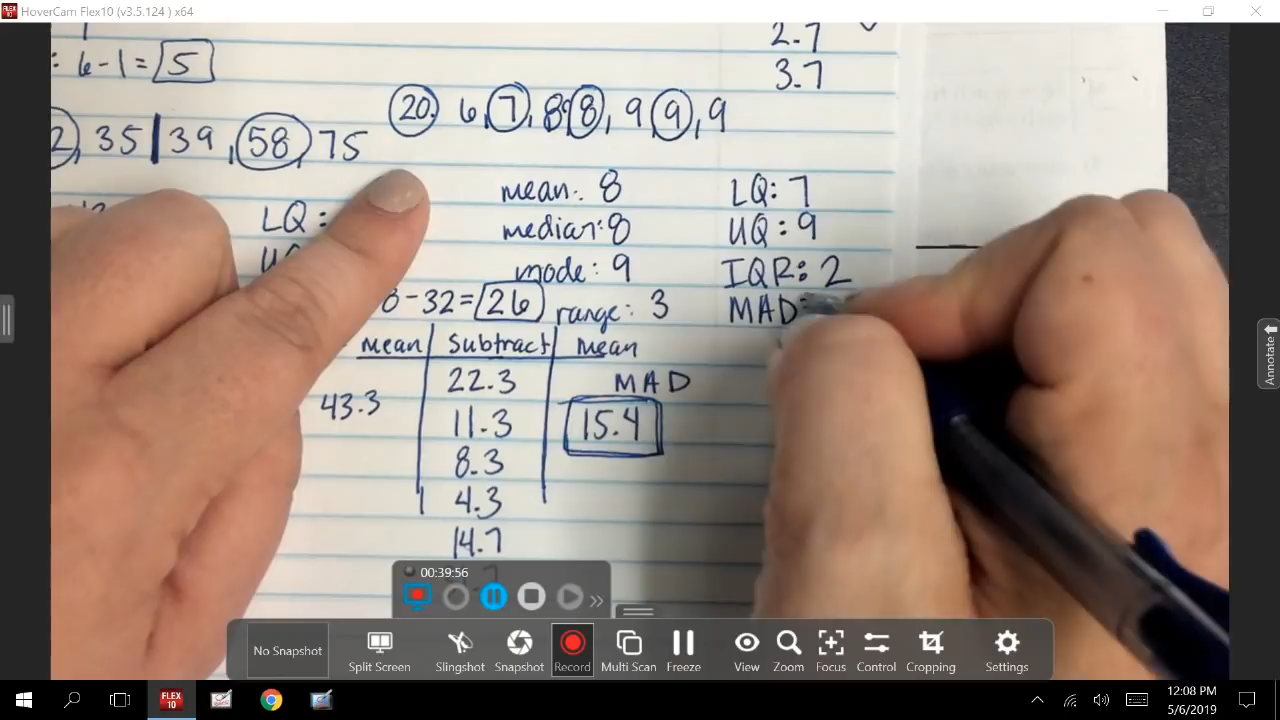 HoverCam Flex10 (v3.5.124) x64
2.7
: 6-1= 5
3.7
20. 6, 7, 8, 8, 9, 9, 9
2, 35 | 39, 58, 75
mean: 8 LQ: 7
LQ:
median: 8 UQ: 9
UQ
mode: 9 IQR: 2
8-32= 26 range: 3 MAD:
mean Subtract mean
22.3 MAD
43.3 11.3 15.4
8.3
4.3
14.7
00:39:56
No Snapshot Split Screen Slingshot Snapshot Record Multi Scan Freeze View Zoom Focus Control Cropping Settings
Annotate
FLEX 10
12:08 PM
5/6/2019